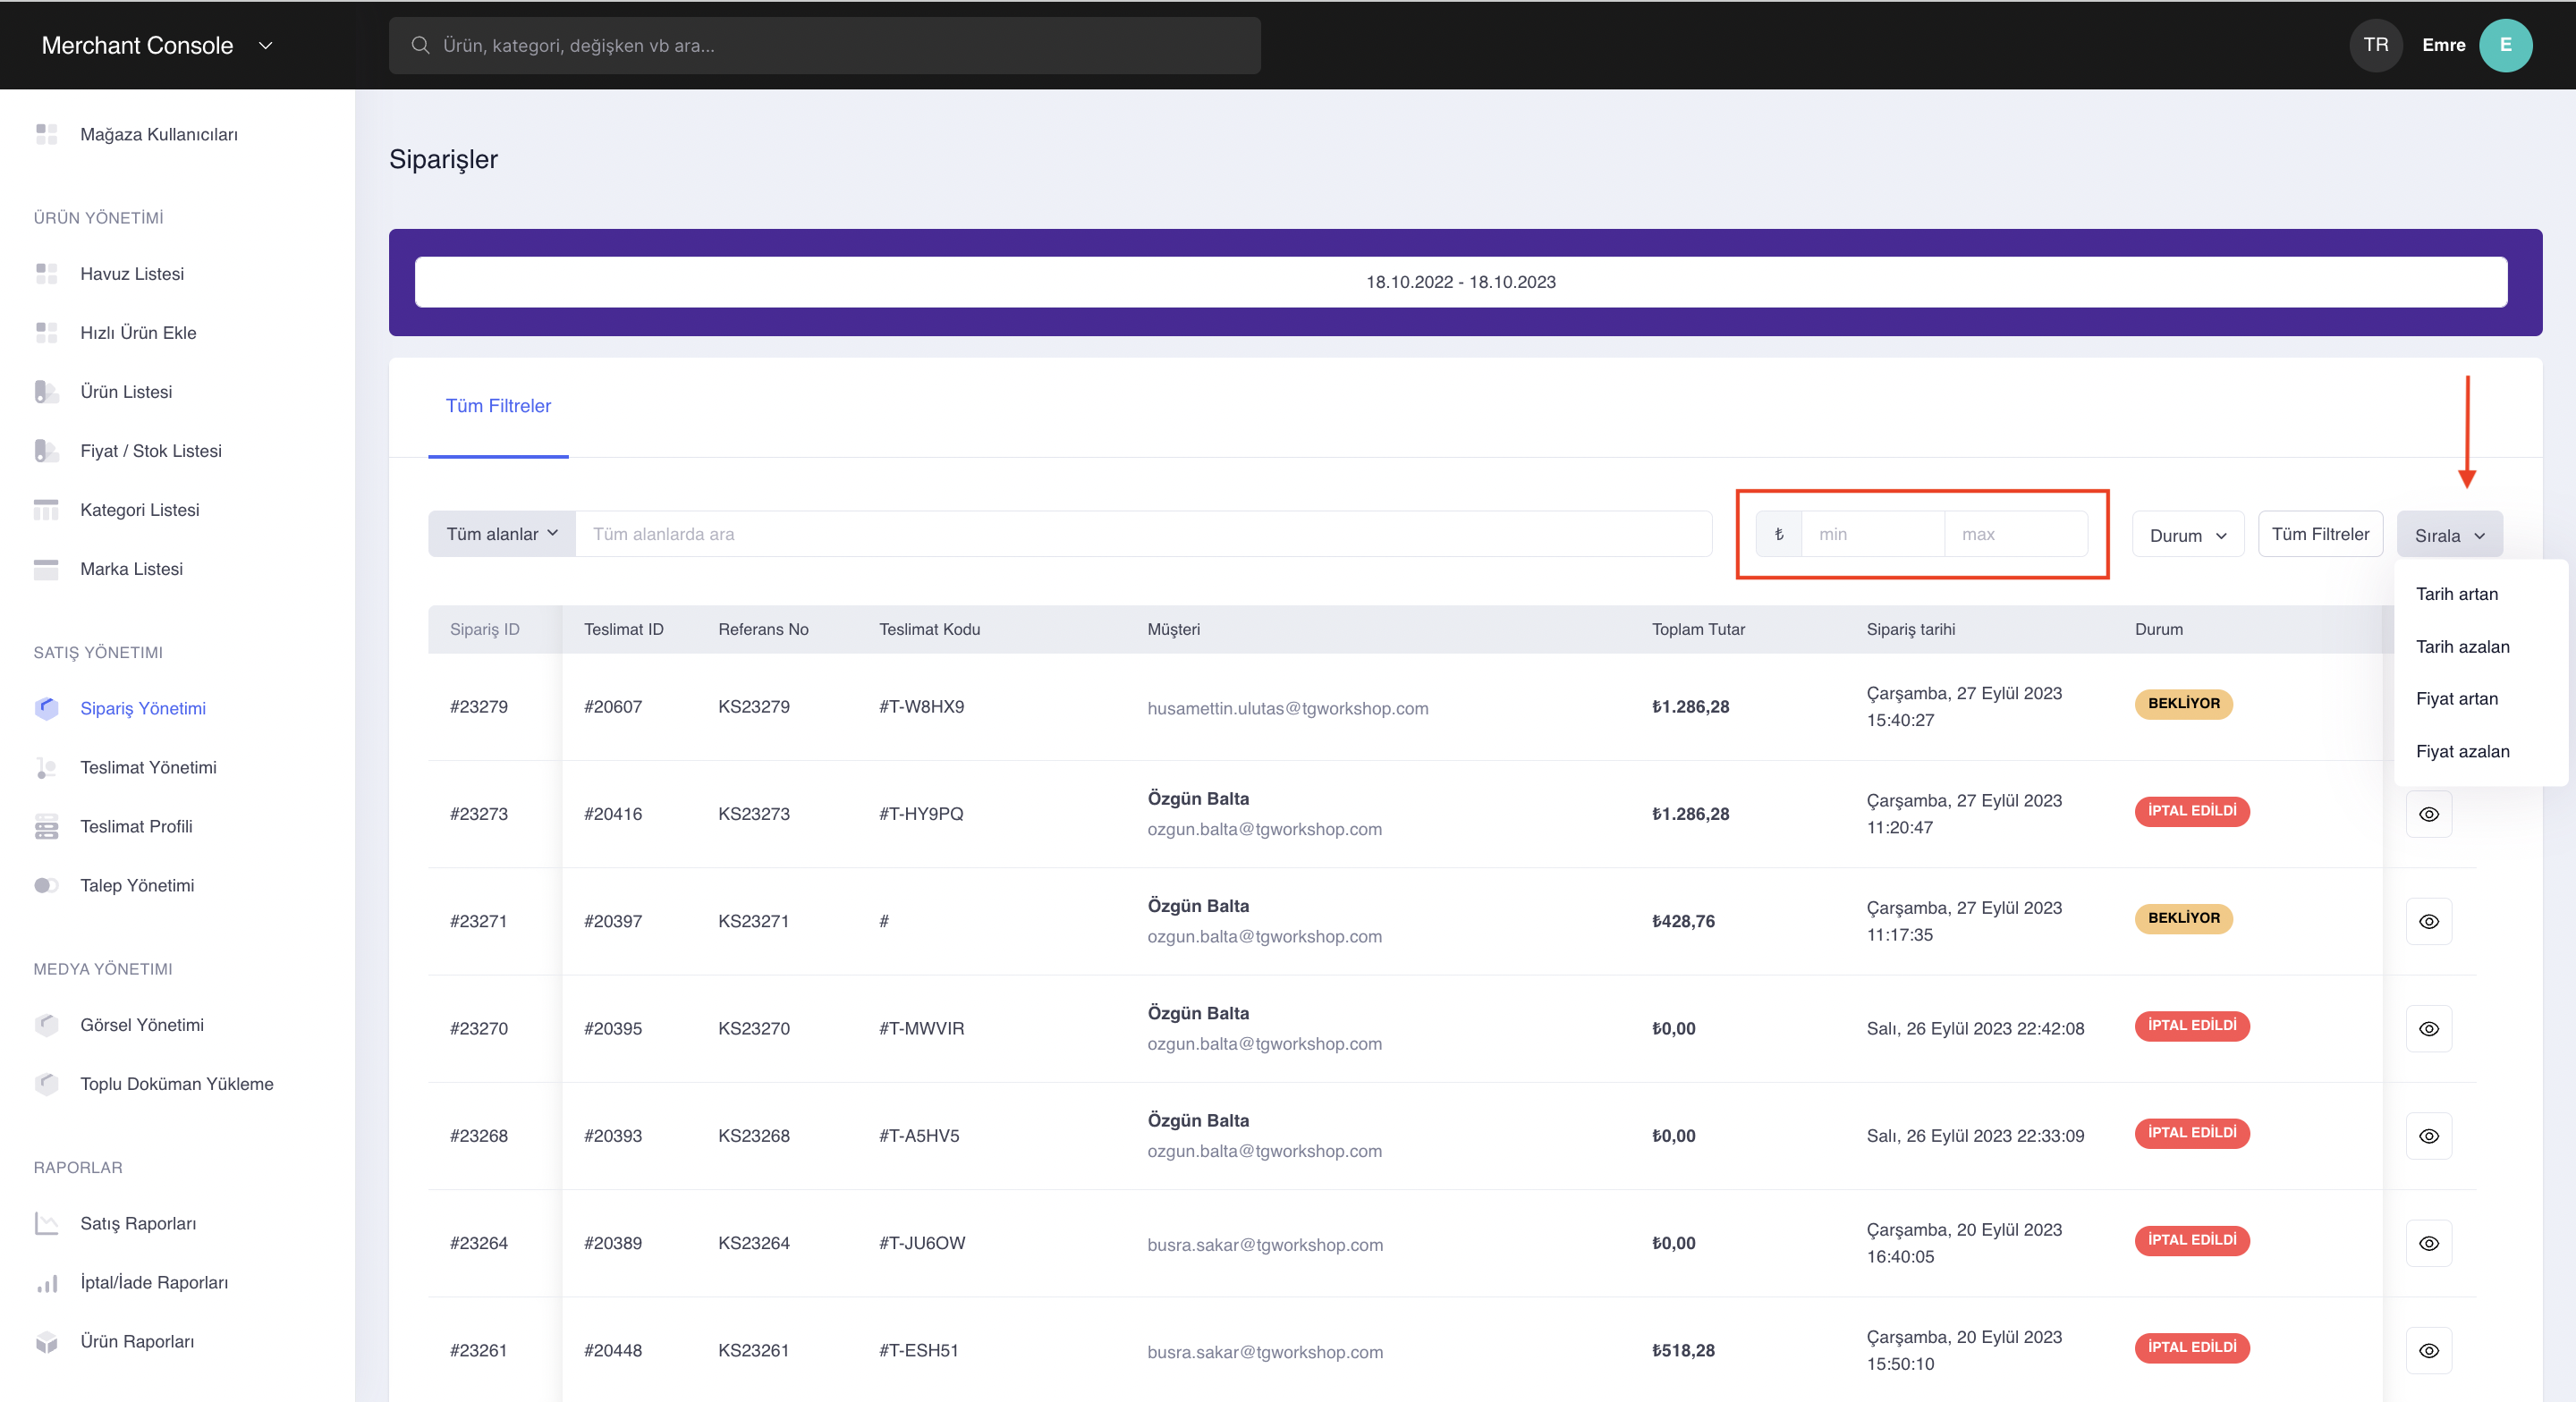 Merchant Console
Ürün, kategori, değişken vb ara...
TR
Emre
E
Mağaza Kullanıcıları
ÜRÜN YÖNETİMİ
Havuz Listesi
Hızlı Ürün Ekle
Ürün Listesi
Fiyat / Stok Listesi
Kategori Listesi
Marka Listesi
SATIŞ YÖNETIMI
Sipariş Yönetimi
Teslimat Yönetimi
Teslimat Profili
Talep Yönetimi
MEDYA YÖNETIMI
Görsel Yönetimi
Toplu Doküman Yükleme
RAPORLAR
Satış Raporları
İptal/İade Raporları
Ürün Raporları
Siparişler
18.10.2022 - 18.10.2023
Tüm Filtreler
Tüm alanlar
Tüm alanlarda ara
₺
min
max
Durum
Tüm Filtreler
Sırala
Tarih artan
Tarih azalan
Fiyat artan
Fiyat azalan
Sipariş ID Teslimat ID Referans No Teslimat Kodu Müşteri Toplam Tutar Sipariş tarihi Durum
#23279 #20607 KS23279 #T-W8HX9 husamettin.ulutas@tgworkshop.com ₺1.286,28 Çarşamba, 27 Eylül 2023
15:40:27
BEKLİYOR
#23273 #20416 KS23273 #T-HY9PQ
Özgün Balta
ozgun.balta@tgworkshop.com
₺1.286,28
Çarşamba, 27 Eylül 2023
11:20:47
İPTAL EDİLDİ
#23271 #20397 KS23271 #
Özgün Balta
ozgun.balta@tgworkshop.com
₺428,76
Çarşamba, 27 Eylül 2023
11:17:35
BEKLİYOR
#23270 #20395 KS23270 #T-MWVIR
Özgün Balta
ozgun.balta@tgworkshop.com
₺0,00
Salı, 26 Eylül 2023 22:42:08
İPTAL EDİLDİ
#23268 #20393 KS23268 #T-A5HV5
Özgün Balta
ozgun.balta@tgworkshop.com
₺0,00
Salı, 26 Eylül 2023 22:33:09
İPTAL EDİLDİ
#23264 #20389 KS23264 #T-JU6OW
busra.sakar@tgworkshop.com
₺0,00
Çarşamba, 20 Eylül 2023
16:40:05
İPTAL EDİLDİ
#23261 #20448 KS23261 #T-ESH51
busra.sakar@tgworkshop.com
₺518,28
Çarşamba, 20 Eylül 2023
15:50:10
İPTAL EDİLDİ